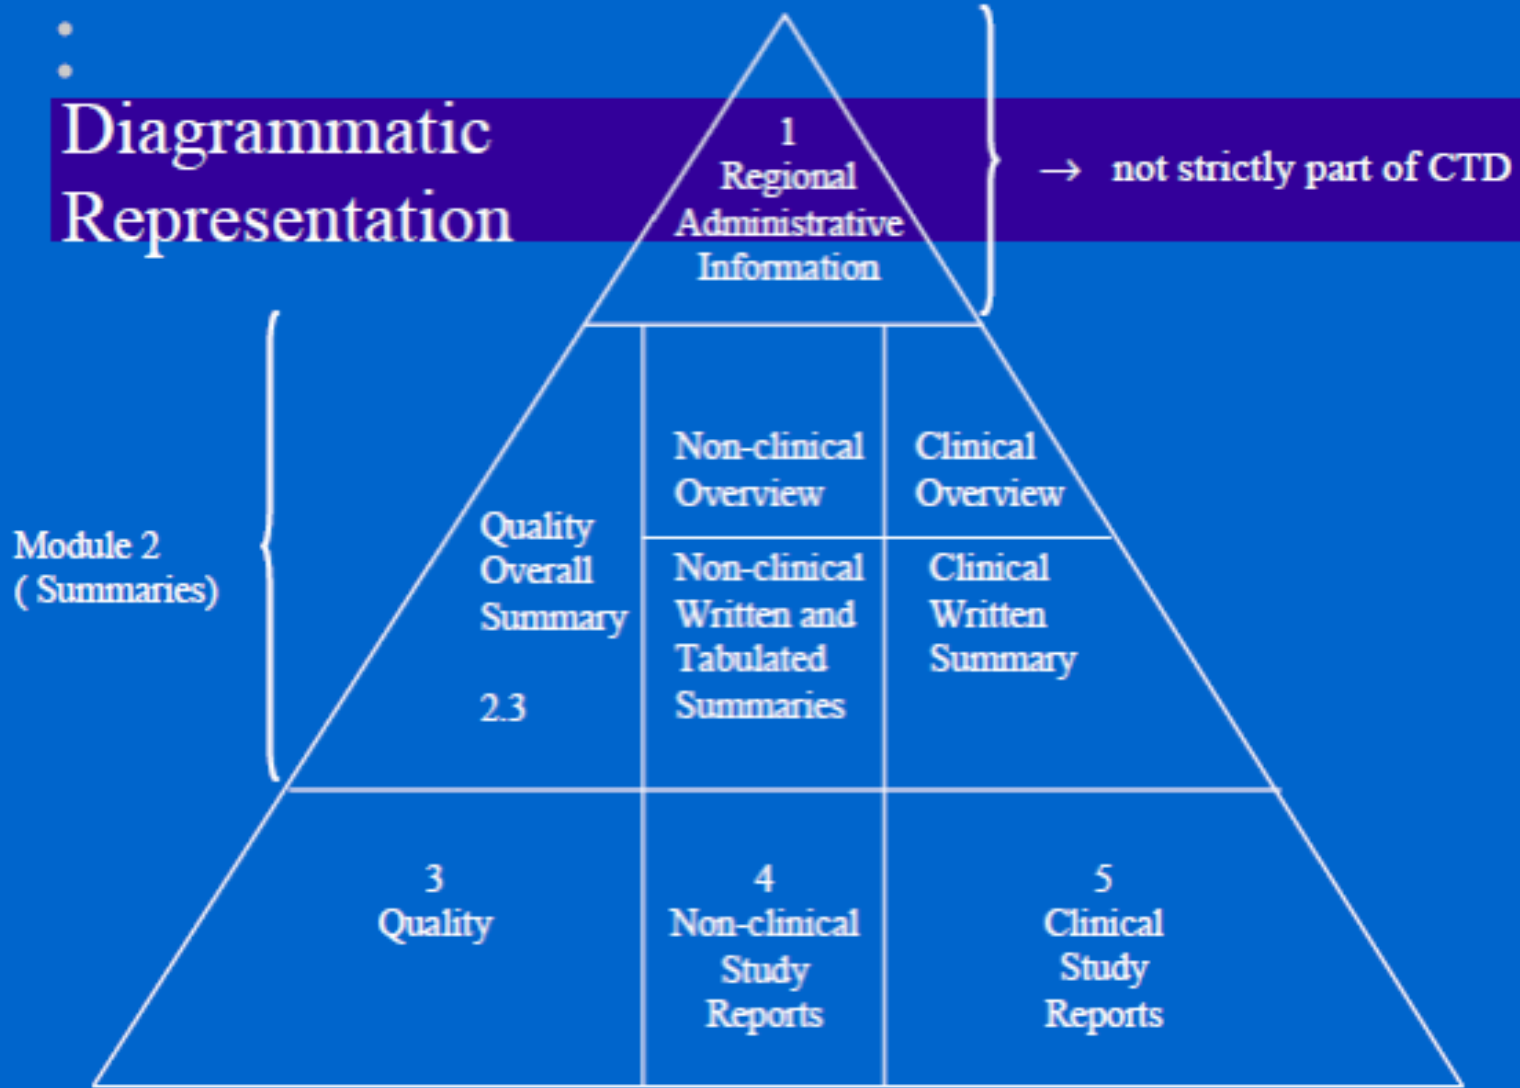 Diagrammatic
Representation
1
Regional
Administrative
Information
→ not strictly part of CTD
Module 2
( Summaries)
Quality
Overall
Summary
2.3
Non-clinical
Overview
Clinical
Overview
Non-clinical
Written and
Tabulated
Summaries
Clinical
Written
Summary
3
Quality
4
Non-clinical
Study
Reports
5
Clinical
Study
Reports